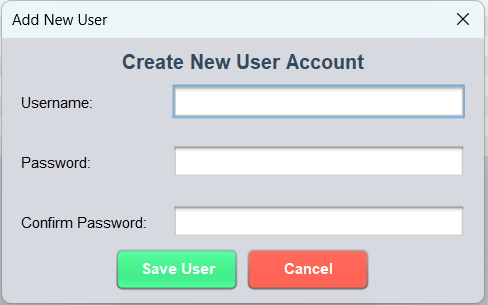 Add New User
Create New User Account
Username:
Password:
Confirm Password:
Save User Cancel